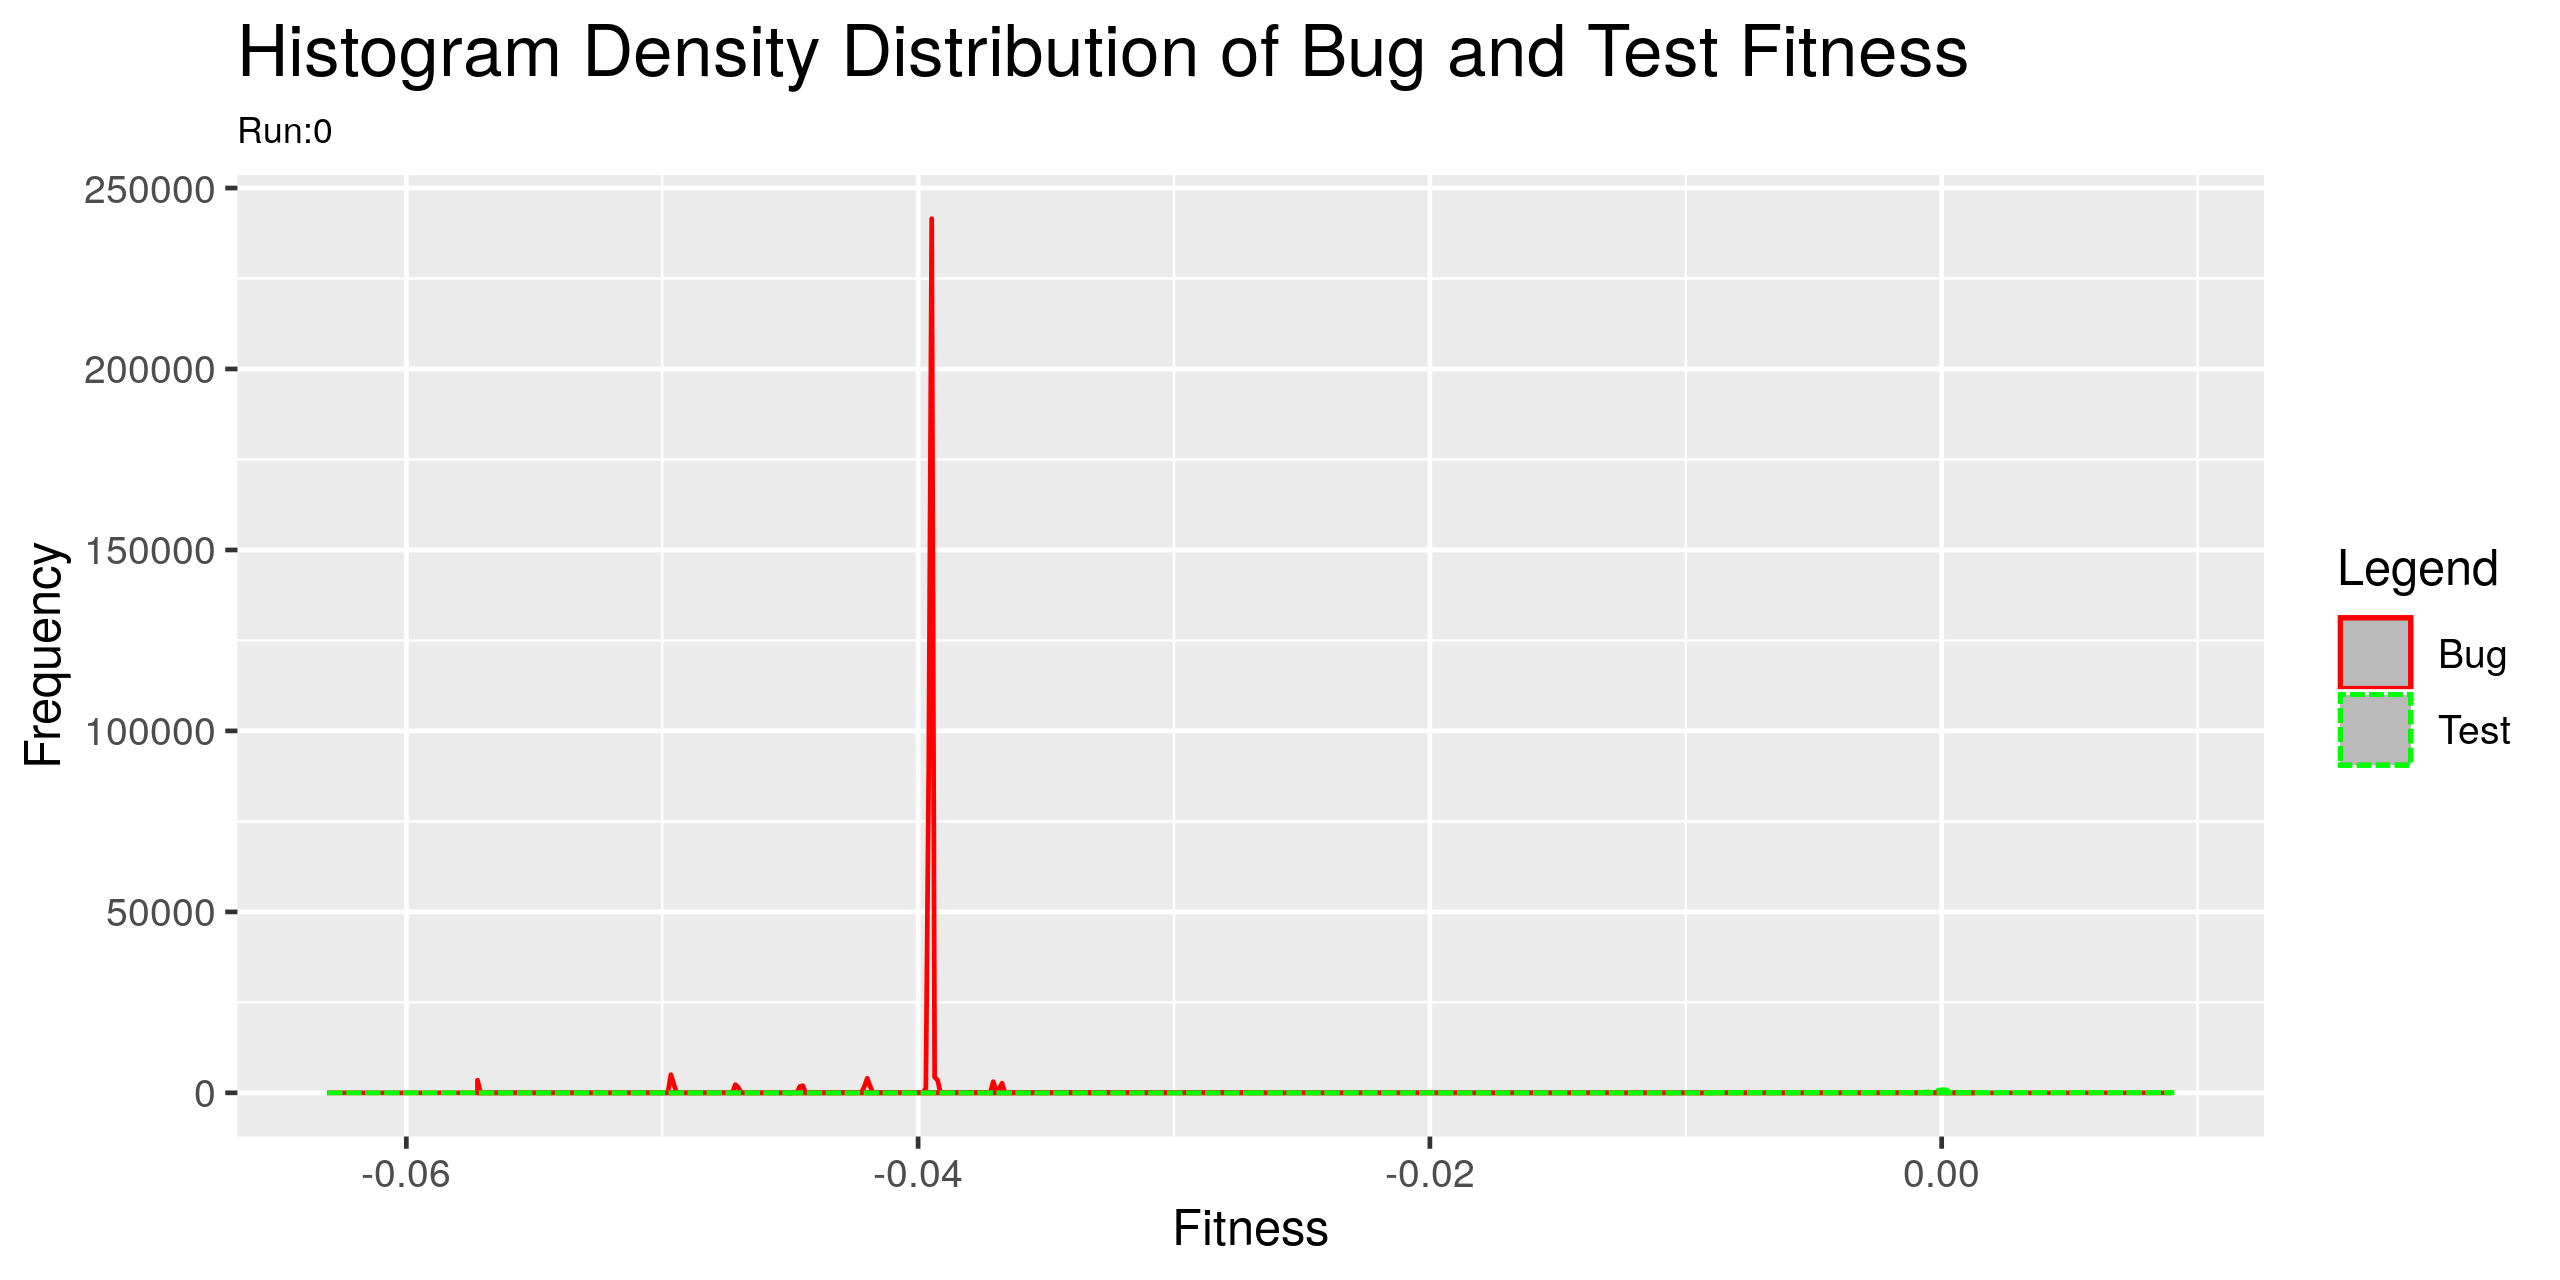 Histogram Density Distribution of Bug and Test Fitness
Run:0
250000
200000
150000
100000
50000
0
Frequency
-0.06
-0.04
-0.02
0.00
Fitness
Legend
Bug
Test